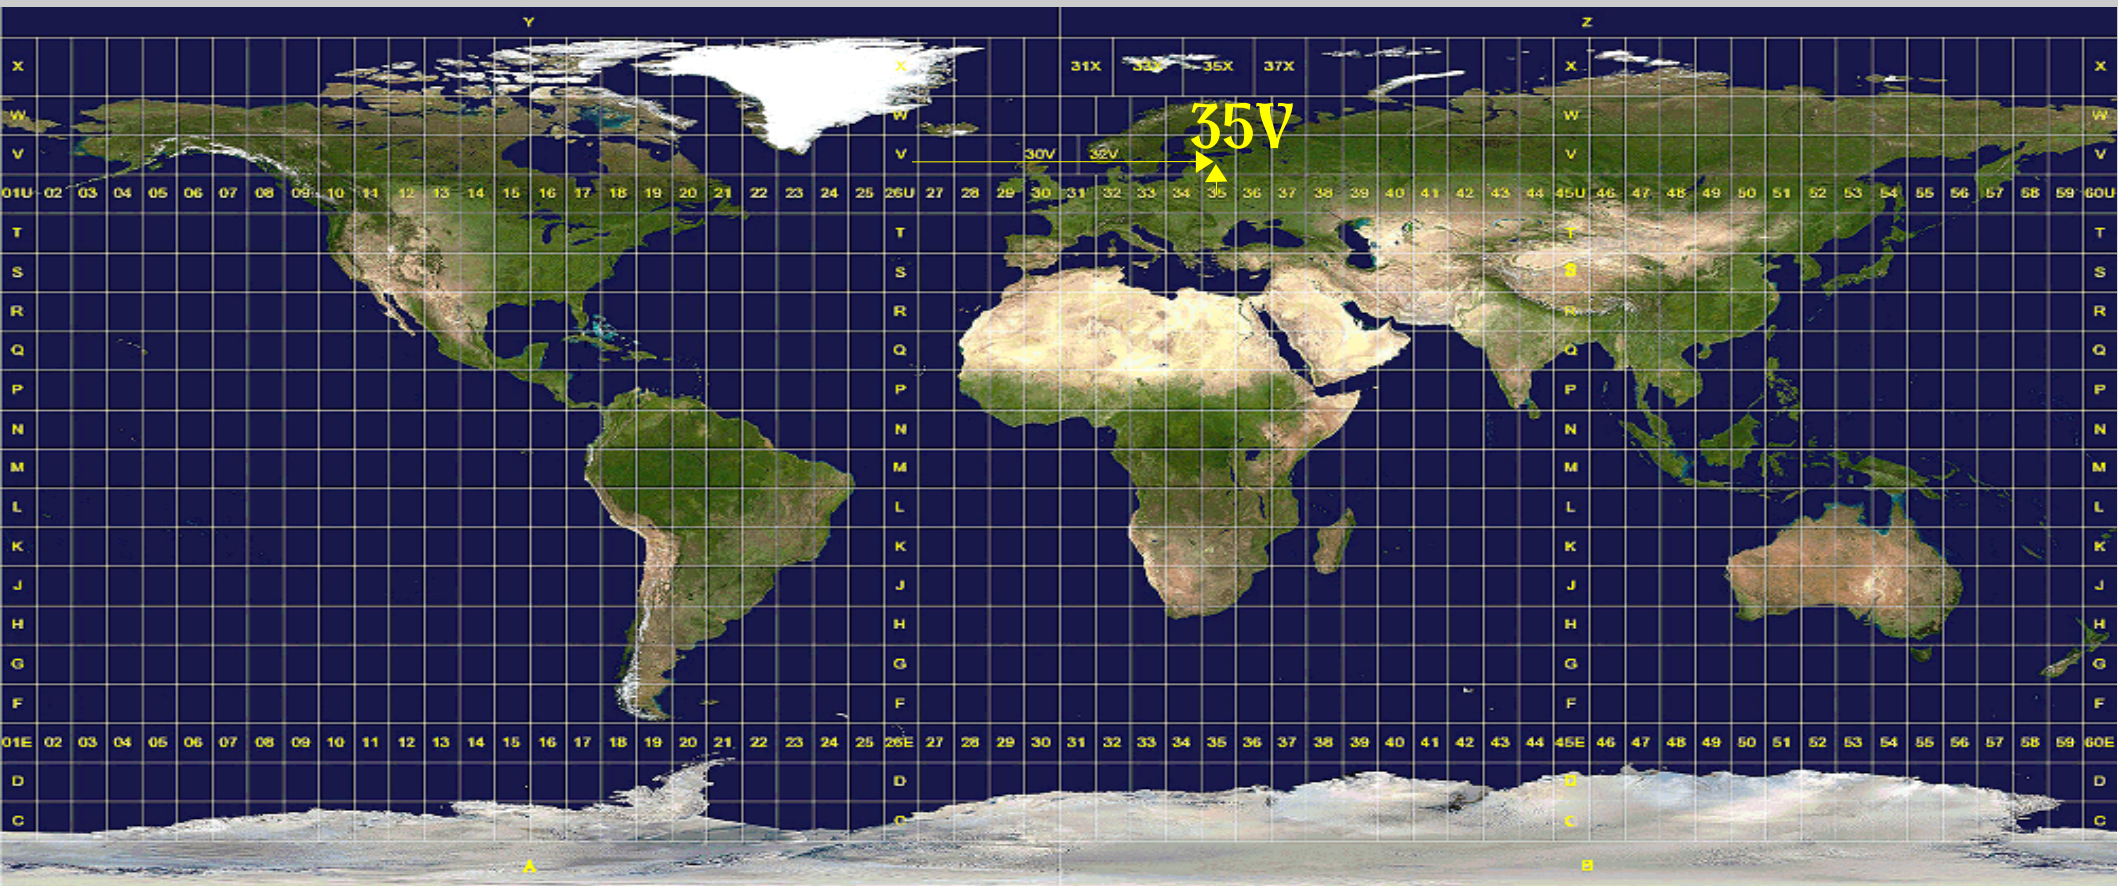 Y Z
X X 31X 33X 35X 37X X X
35V
W W W W
V V 30V 32V V V
01U 02 03 04 05 06 07 08 09 10 11 12 13 14 15 16 17 18 19 20 21 22 23 24 25 26U 27 28 29 30 31 32 33 34 35 36 37 38 39 40 41 42 43 44 45U 46 47 48 49 50 51 52 53 54 55 56 57 58 59 60U
T T T T
S S S S
R R R R
Q Q Q Q
P P P P
N N N N
M M M M
L L L L
K K K K
J J J J
H H H H
G G G G
F F F F
01E 02 03 04 05 06 07 08 09 10 11 12 13 14 15 16 17 18 19 20 21 22 23 24 25 26E 27 28 29 30 31 32 33 34 35 36 37 38 39 40 41 42 43 44 45E 46 47 48 49 50 51 52 53 54 55 56 57 58 59 60E
D D D D
C C C C
A B